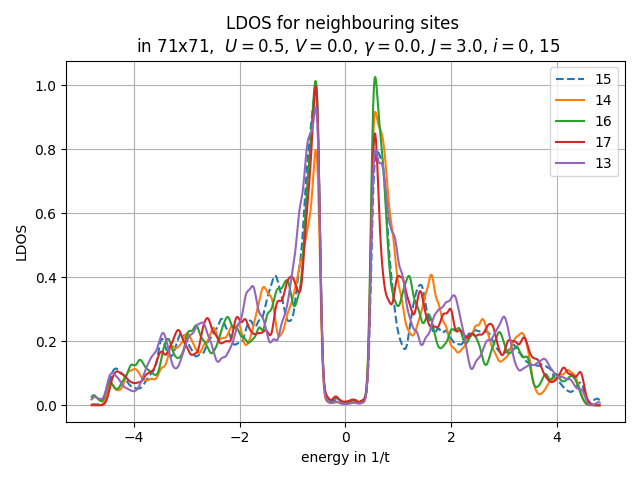 LDOS for neighbouring sites
in 71x71, U = 0.5, V = 0.0, γ = 0.0, J = 3.0, i = 0, 15
1.0
0.8
0.6
0.4
0.2
0.0
LDOS
15
14
16
17
13
−4 −2 0 2 4
energy in 1/t